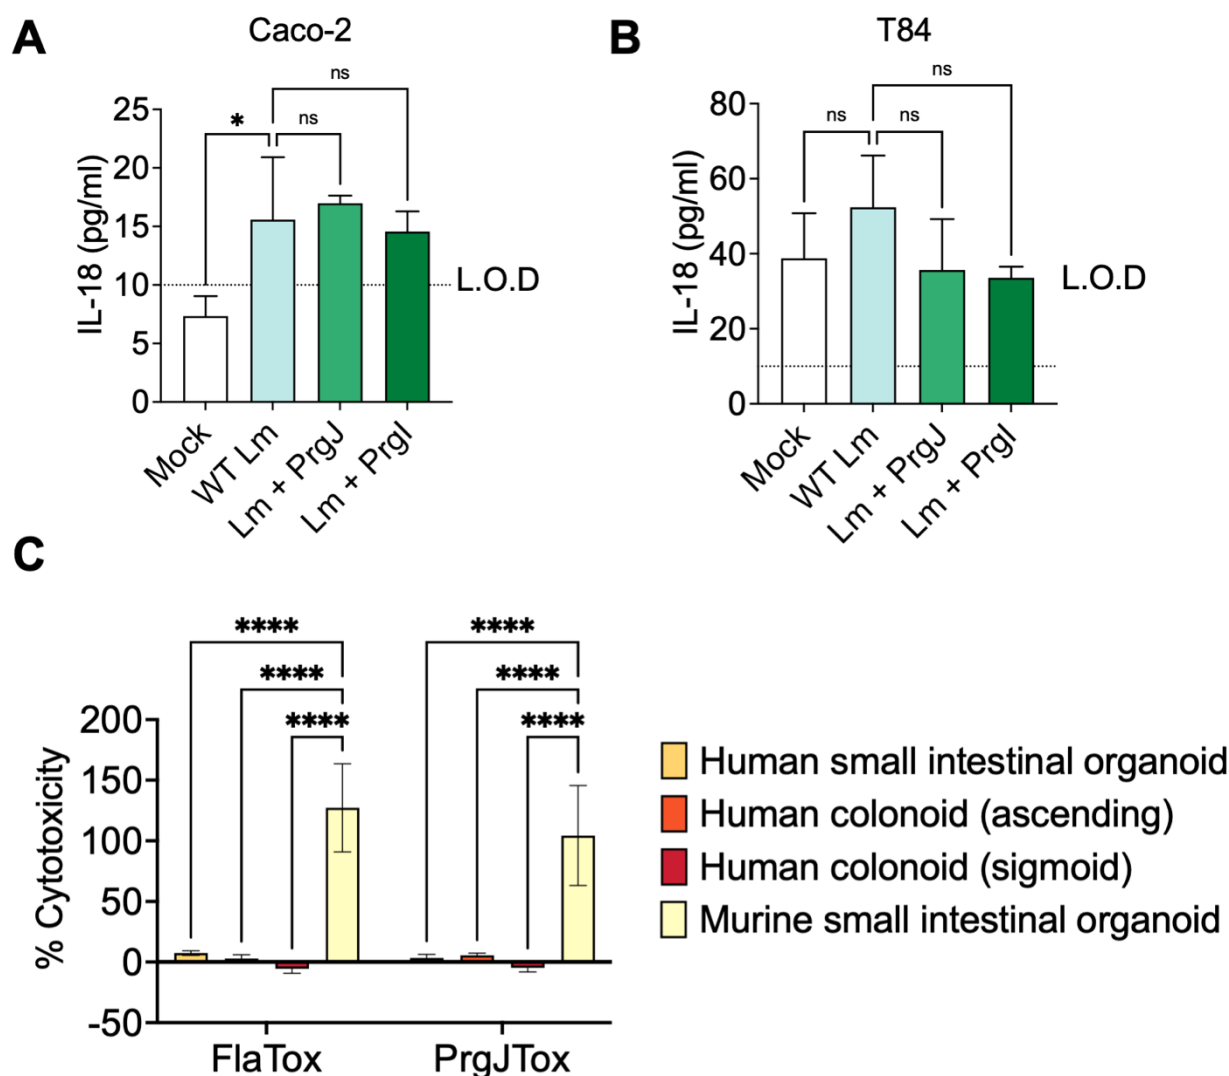 A
Caco-2
IL-18 (pg/ml)
25
20
15
10
5
0
ns
*
ns
L.O.D
Mock
WT Lm
Lm + PrgJ
Lm + PrgI
B
T84
IL-18 (pg/ml)
80
60
40
20
0
ns
ns
ns
L.O.D
Mock
WT Lm
Lm + PrgJ
Lm + PrgI
C
% Cytotoxicity
200
150
100
50
0
-50
****
****
****
****
****
****
FlaTox
PrgJTox
Human small intestinal organoid
Human colonoid (ascending)
Human colonoid (sigmoid)
Murine small intestinal organoid